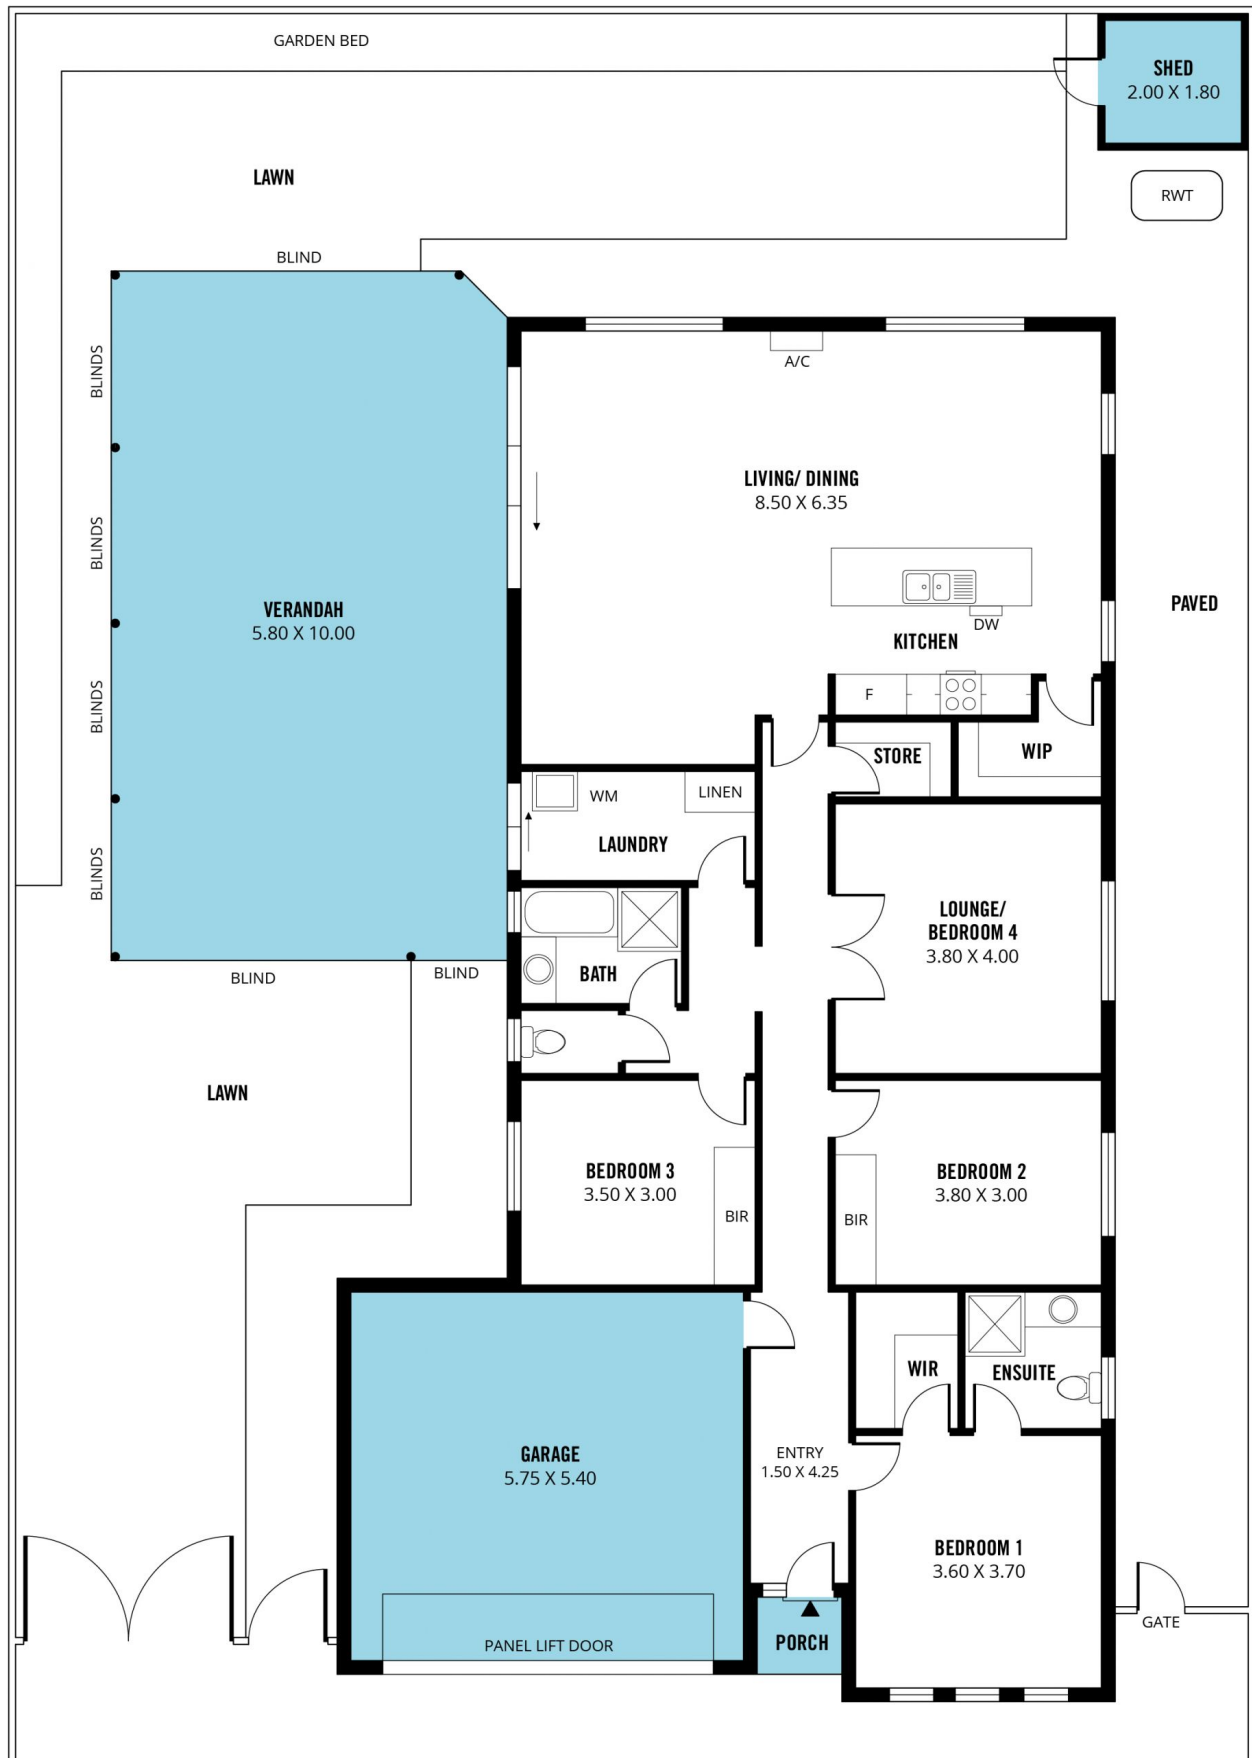 GARDEN BED
SHED
2.00 X 1.80
LAWN
RWT
BLIND
BLINDS
A/C
LIVING/ DINING
8.50 X 6.35
BLINDS
VERANDAH
5.80 X 10.00
PAVED
DW
KITCHEN
BLINDS
F
STORE
WIP
WM
LINEN
LAUNDRY
BLINDS
LOUNGE/
BEDROOM 4
3.80 X 4.00
BATH
BLIND
BLIND
LAWN
BEDROOM 3
3.50 X 3.00
BEDROOM 2
3.80 X 3.00
BIR
BIR
WIR
ENSUITE
GARAGE
5.75 X 5.40
ENTRY
1.50 X 4.25
BEDROOM 1
3.60 X 3.70
GATE
PORCH
PANEL LIFT DOOR